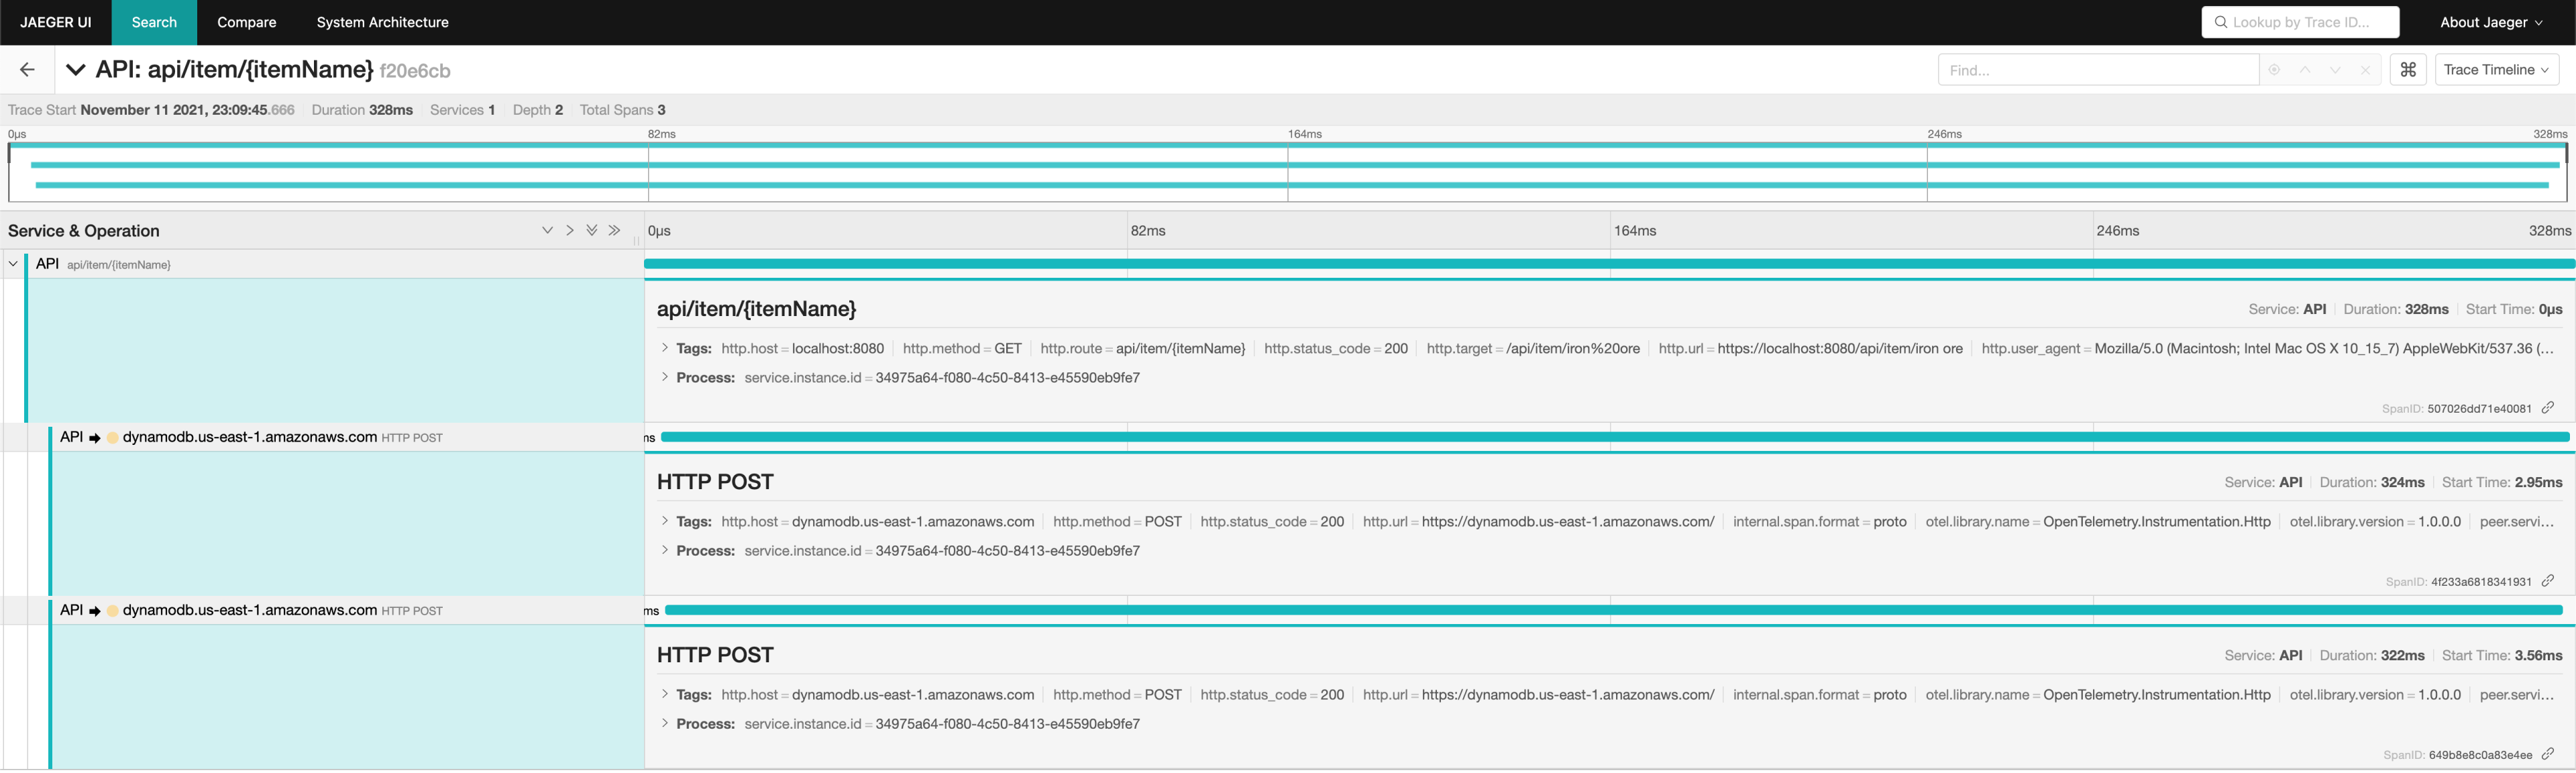 JAEGER UI Search Compare System Architecture Lookup by Trace ID... About Jaeger
API: api/item/{itemName} f20e6cb Find... Trace Timeline
Trace Start November 11 2021, 23:09:45.666 Duration 328ms Services 1 Depth 2 Total Spans 3
0μs 82ms 164ms 246ms 328ms
Service & Operation 0μs 82ms 164ms 246ms 328ms
API api/item/{itemName}
api/item/{itemName} Service: API Duration: 328ms Start Time: 0μs
Tags: http.host = localhost:8080 http.method = GET http.route = api/item/{itemName} http.status_code = 200 http.target = /api/item/iron%20ore http.url = https://localhost:8080/api/item/iron ore http.user_agent = Mozilla/5.0 (Macintosh; Intel Mac OS X 10_15_7) AppleWebKit/537.36 (...
Process: service.instance.id = 34975a64-f080-4c50-8413-e45590eb9fe7
SpanID: 507026dd71e40081
API dynamodb.us-east-1.amazonaws.com HTTP POST ms
HTTP POST Service: API Duration: 324ms Start Time: 2.95ms
Tags: http.host = dynamodb.us-east-1.amazonaws.com http.method = POST http.status_code = 200 http.url = https://dynamodb.us-east-1.amazonaws.com/ internal.span.format = proto otel.library.name = OpenTelemetry.Instrumentation.Http otel.library.version = 1.0.0.0 peer.servi...
Process: service.instance.id = 34975a64-f080-4c50-8413-e45590eb9fe7
SpanID: 4f233a6818341931
API dynamodb.us-east-1.amazonaws.com HTTP POST ms
HTTP POST Service: API Duration: 322ms Start Time: 3.56ms
Tags: http.host = dynamodb.us-east-1.amazonaws.com http.method = POST http.status_code = 200 http.url = https://dynamodb.us-east-1.amazonaws.com/ internal.span.format = proto otel.library.name = OpenTelemetry.Instrumentation.Http otel.library.version = 1.0.0.0 peer.servi...
Process: service.instance.id = 34975a64-f080-4c50-8413-e45590eb9fe7
SpanID: 649b8e8c0a83e4ee